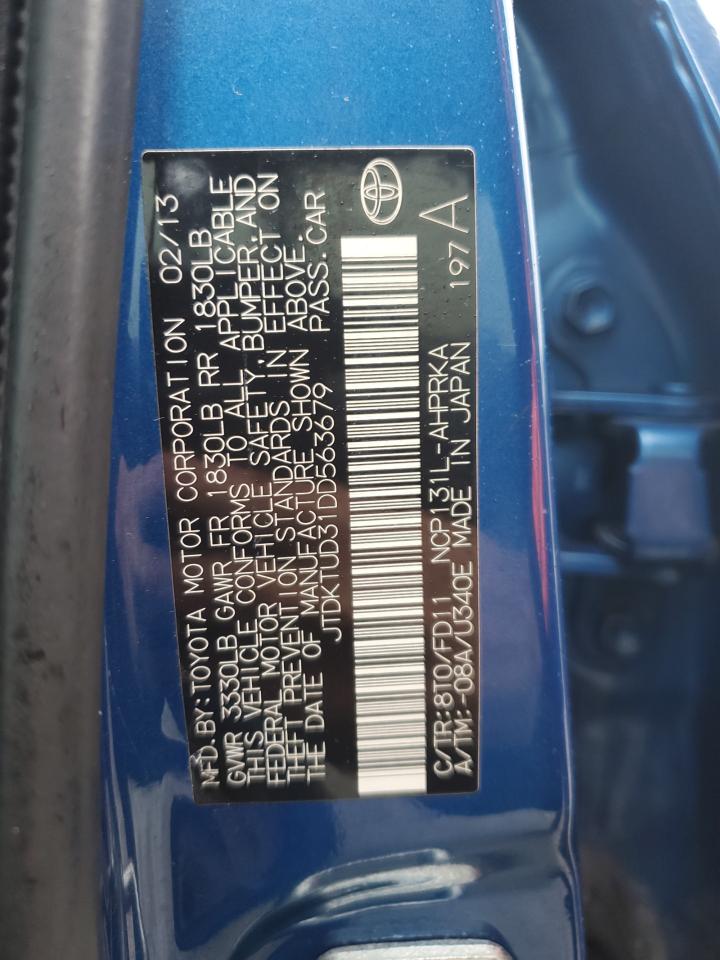 MFD.BY:TOYOTA MOTOR CORPORATION 02/13
GVWR 3330LB GAWR FR 1830LB RR 1830LB
THIS VEHICLE CONFORMS TO ALL APPLICABLE
FEDERAL MOTOR VEHICLE SAFETY,BUMPER,AND
THEFT PREVENTION STANDARDS IN EFFECT ON
THE DATE OF MANUFACTURE SHOWN ABOVE.
JTDKTUD31DD563679 PASS.CAR
C/TR:8T0/FD11 NCP131L-AHPRKA
A/TM:-08A/U340E MADE IN JAPAN 197 A